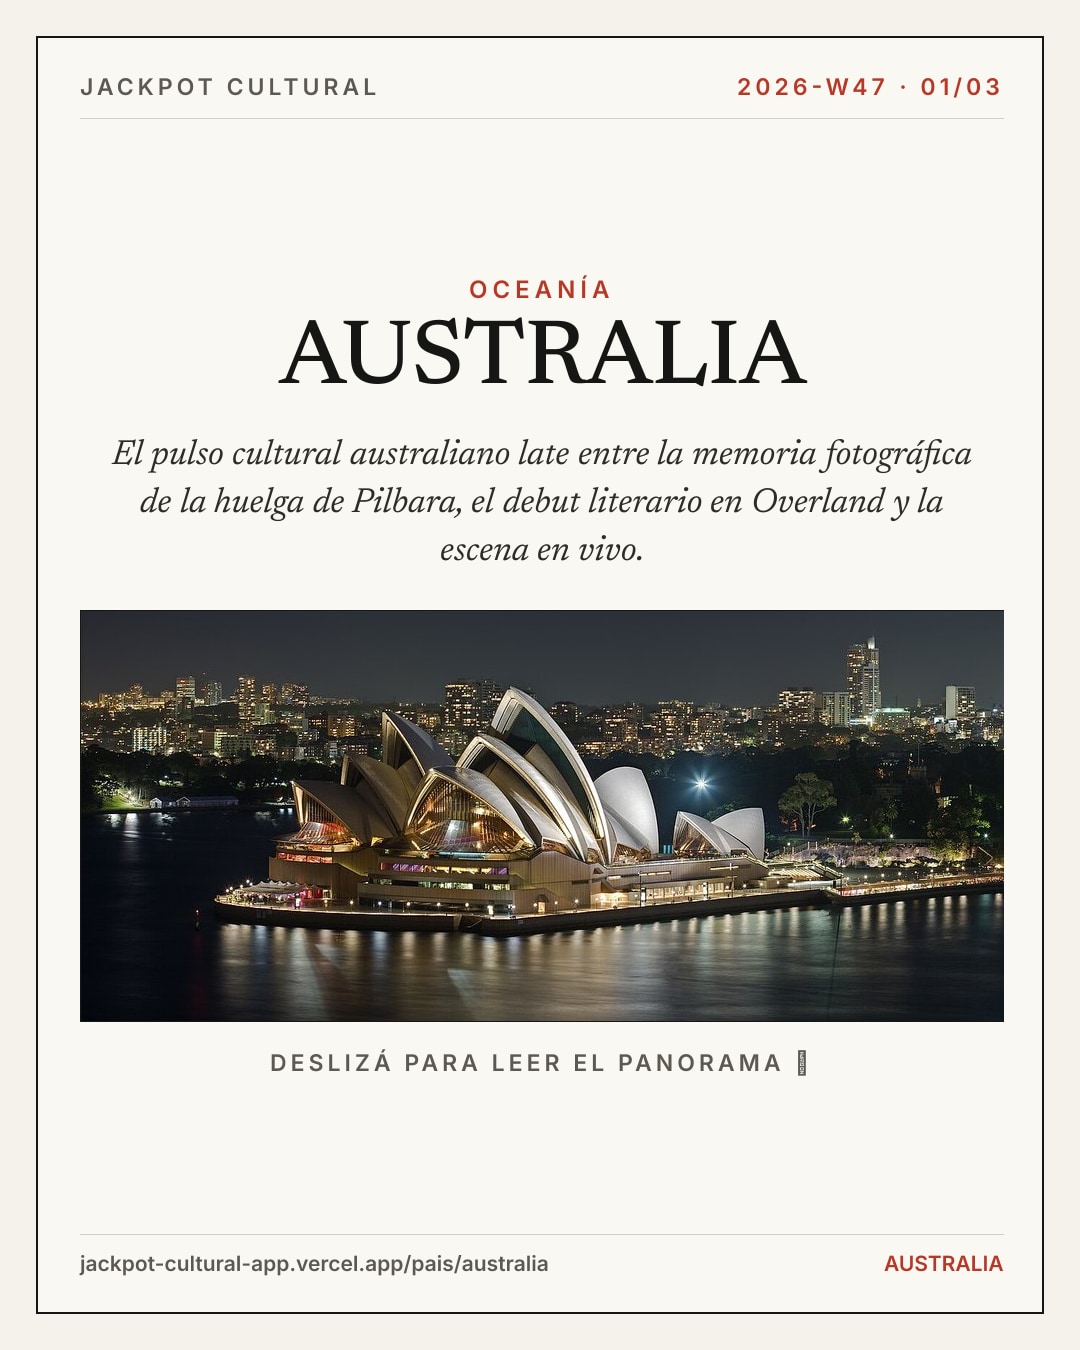 JACKPOT CULTURAL
2026-W47 · 01/03
OCEANÍA
AUSTRALIA
El pulso cultural australiano late entre la memoria fotográfica
de la huelga de Pilbara, el debut literario en Overland y la
escena en vivo.
DESLIZÁ PARA LEER EL PANORAMA
jackpot-cultural-app.vercel.app/pais/australia
AUSTRALIA